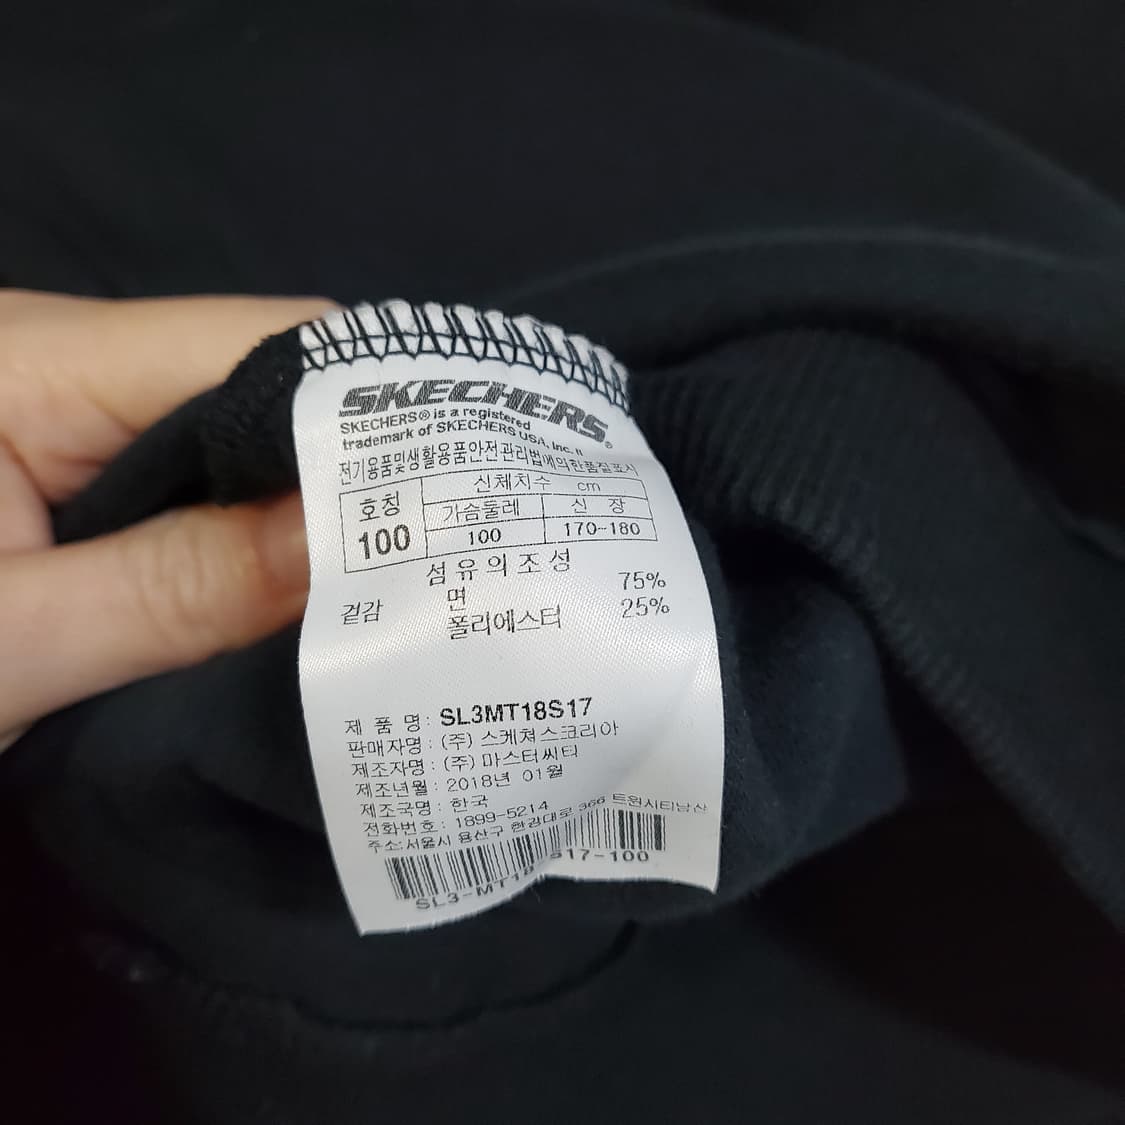 SKECHERS
SKECHERS® is a registered
trademark of SKECHERS USA, Inc. II
전기용품및생활용품안전관리법에의한품질표시
호칭 신체치수 cm
가슴둘레 신 장
100 100 170~180
섬유의조성
겉감 면 75%
폴리에스터 25%
제 품 명: SL3MT18S17
판매자명: (주) 스케쳐스코리아
제조자명: (주) 마스터씨티
제조년월: 2018년 01월
제조국명: 한국
전화번호: 1899-5214
주소:서울시 용산구 한강대로 366 트윈시티남산
SL3-MT18S17-100